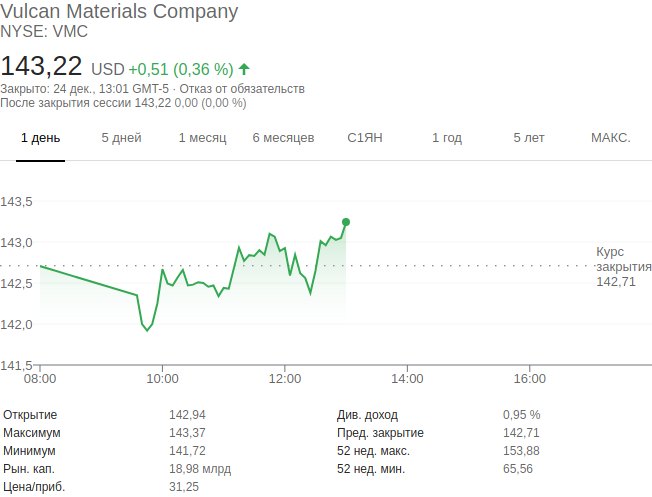 Vulcan Materials Company
NYSE: VMC
143,22 USD +0,51 (0,36 %)
Закрыто: 24 дек., 13:01 GMT-5 · Отказ от обязательств
После закрытия сессии 143,22 0,00 (0,00 %)
1 день 5 дней 1 месяц 6 месяцев С1ЯН 1 год 5 лет МАКС.
143,5
143,0
142,5
142,0
141,5
Курс
закрытия
142,71
08:00 10:00 12:00 14:00 16:00
Открытие 142,94 Див. доход 0,95 %
Максимум 143,37 Пред. закрытие 142,71
Минимум 141,72 52 нед. макс. 153,88
Рын. кап. 18,98 млрд 52 нед. мин. 65,56
Цена/приб. 31,25